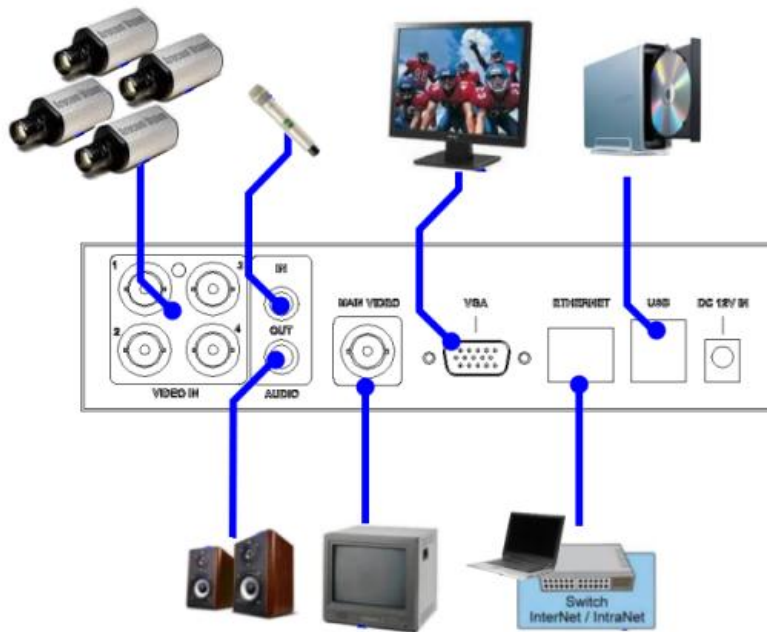 1
3
IN
MAIN VIDEO
VGA
ETHERNET
USB
DC 12V IN
2
4
OUT
VIDEO IN
AUDIO
Switch
InterNet / IntraNet